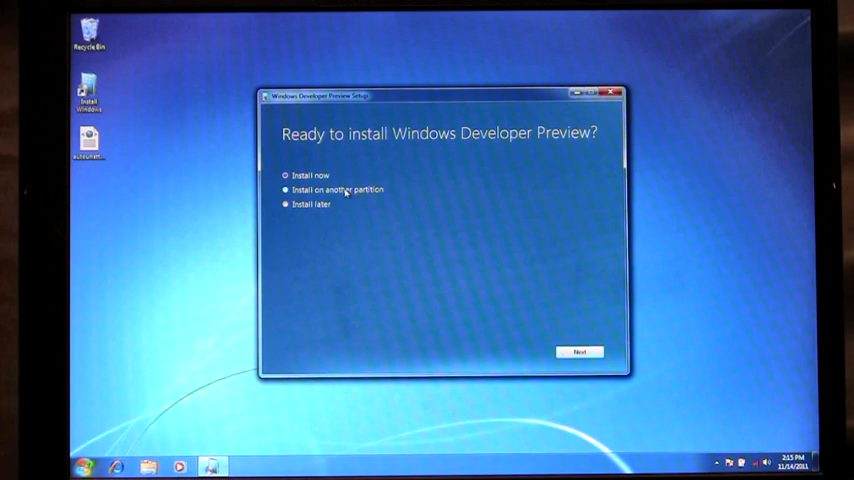 Recycle Bin
Install
Windows
autounatt...
Windows Developer Preview Setup
Ready to install Windows Developer Preview?
Install now
Install on another partition
Install later
Next
2:15 PM
11/14/2011